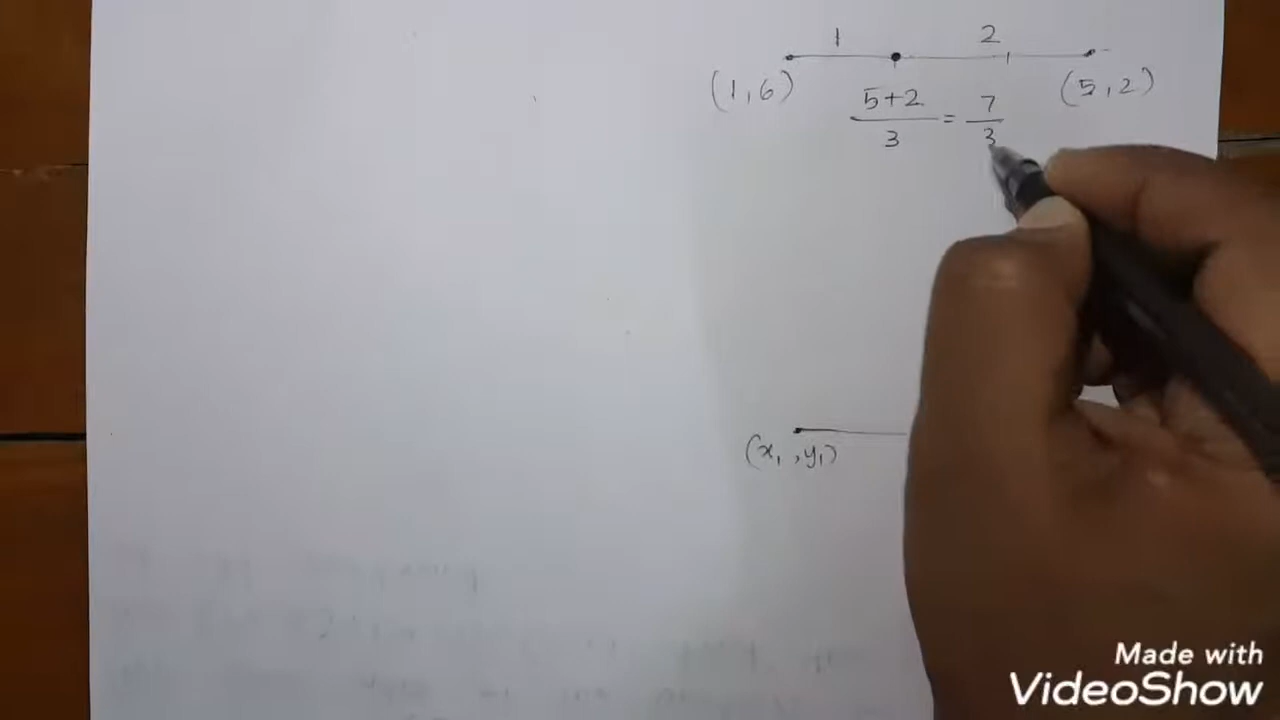 1 2
(1,6) (5,2)
5+2/3 = 7/3
(x₁,y₁)
Made with
VideoShow